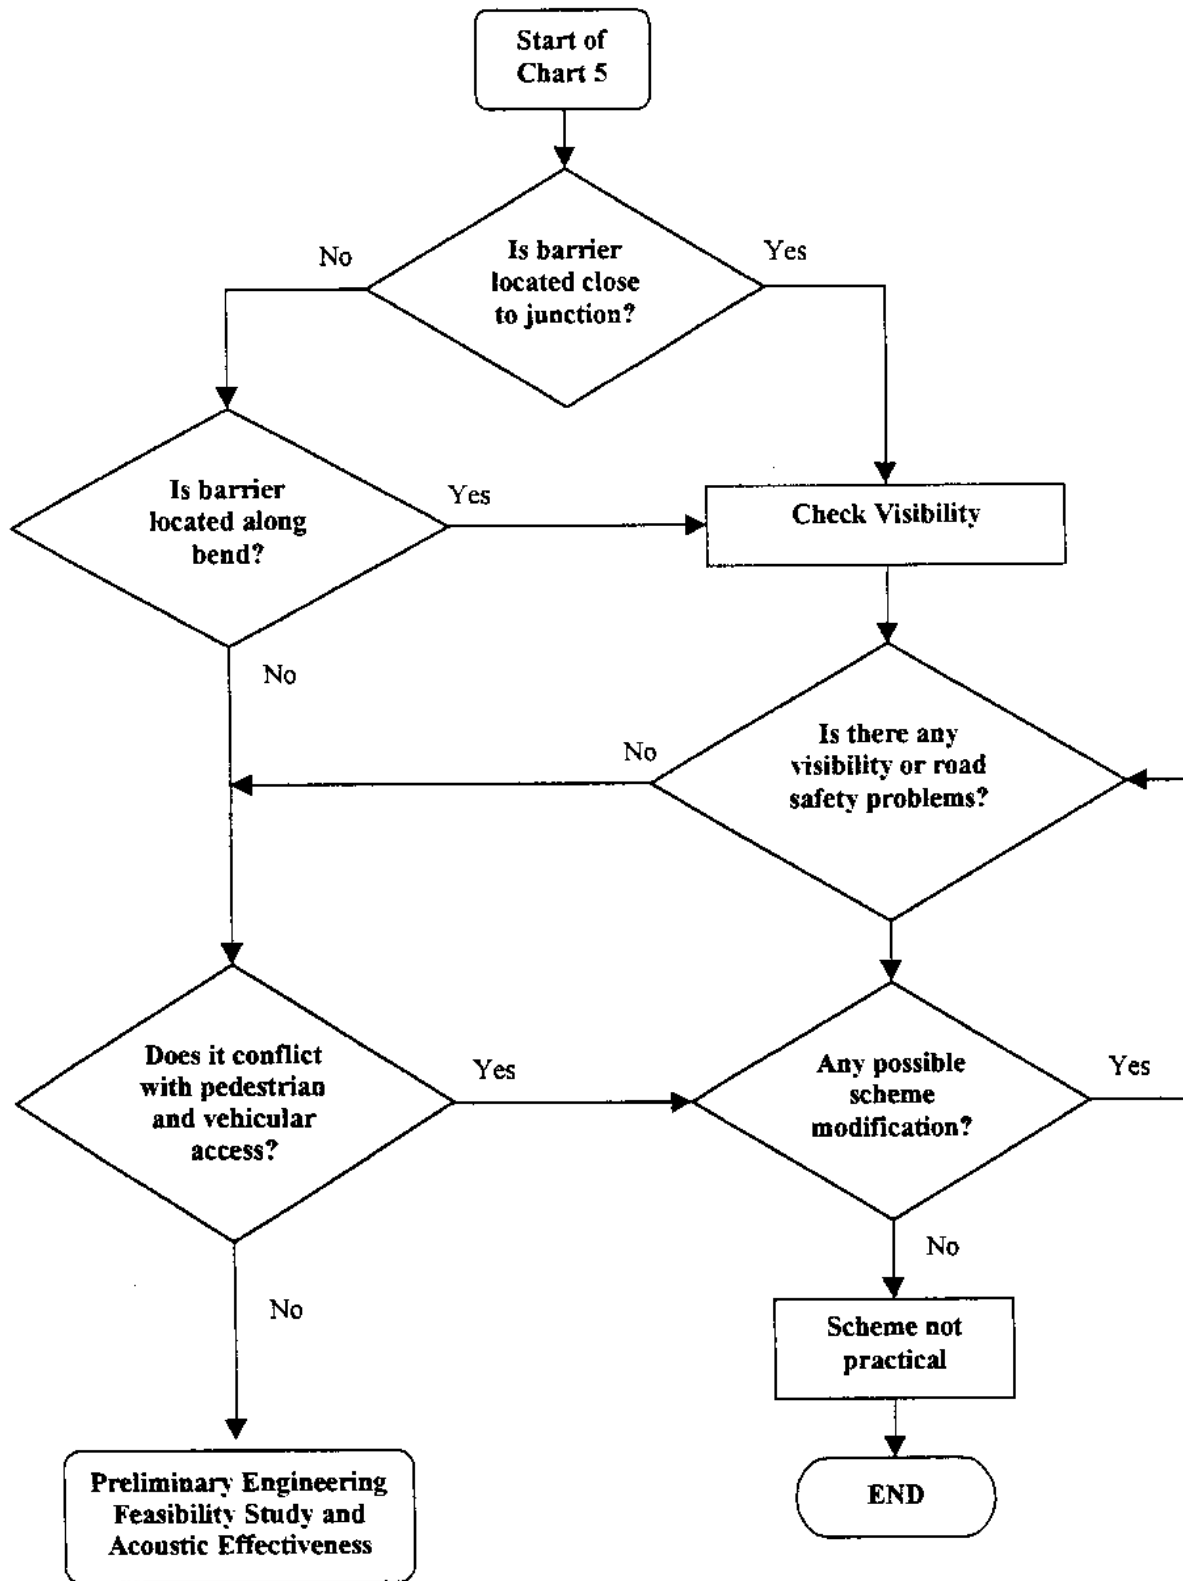 Start of
Chart 5
Is barrier
located close
to junction?
No
Yes
Is barrier
located along
bend?
Yes
No
Check Visibility
Is there any
visibility or road
safety problems?
No
Does it conflict
with pedestrian
and vehicular
access?
Yes
No
Any possible
scheme
modification?
Yes
No
Scheme not
practical
Preliminary Engineering
Feasibility Study and
Acoustic Effectiveness
END